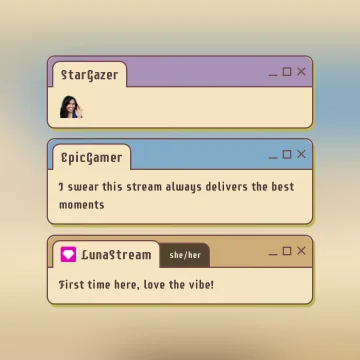 StarGazer
EpicGamer
I swear this stream always delivers the best
moments
LunaStream she/her
First time here, love the vibe!